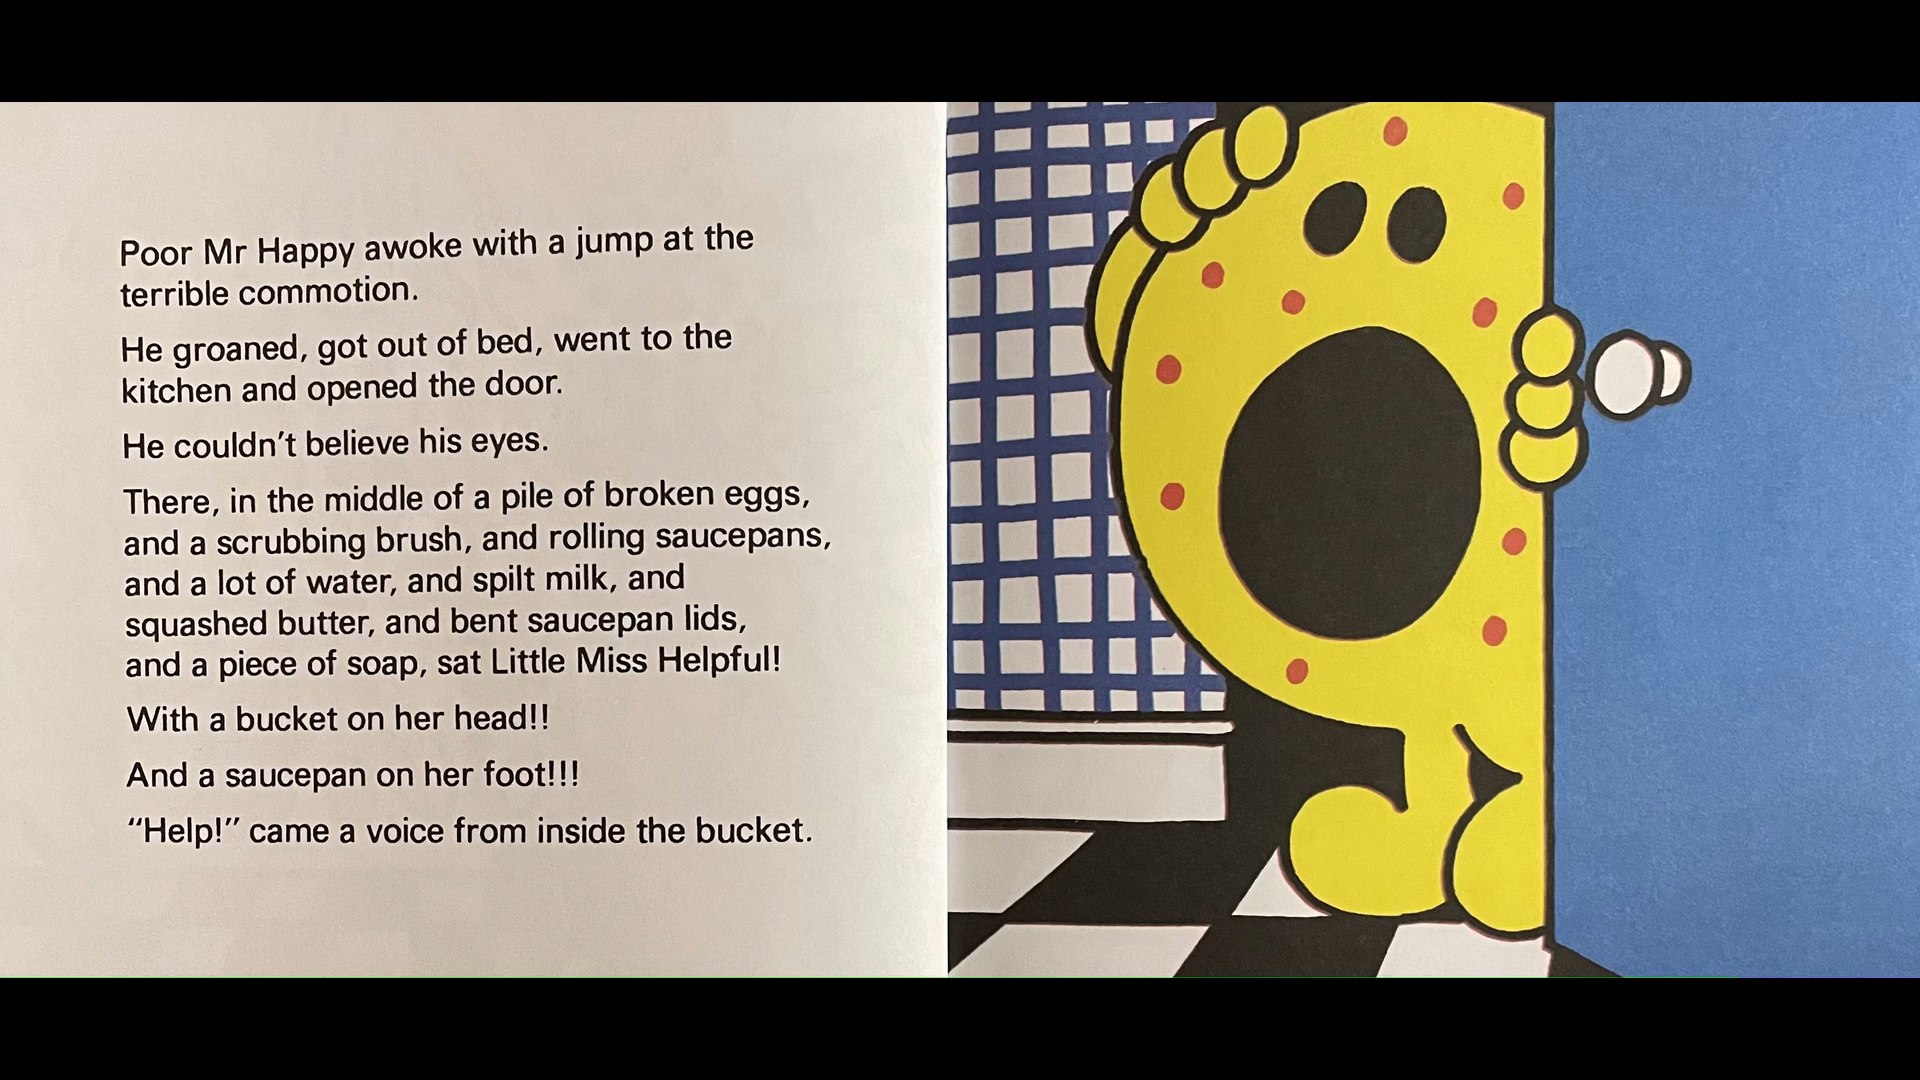 Poor Mr Happy awoke with a jump at the
terrible commotion.
He groaned, got out of bed, went to the
kitchen and opened the door.
He couldn't believe his eyes.
There, in the middle of a pile of broken eggs,
and a scrubbing brush, and rolling saucepans,
and a lot of water, and spilt milk, and
squashed butter, and bent saucepan lids,
and a piece of soap, sat Little Miss Helpful!
With a bucket on her head!!
And a saucepan on her foot!!!
“Help!” came a voice from inside the bucket.